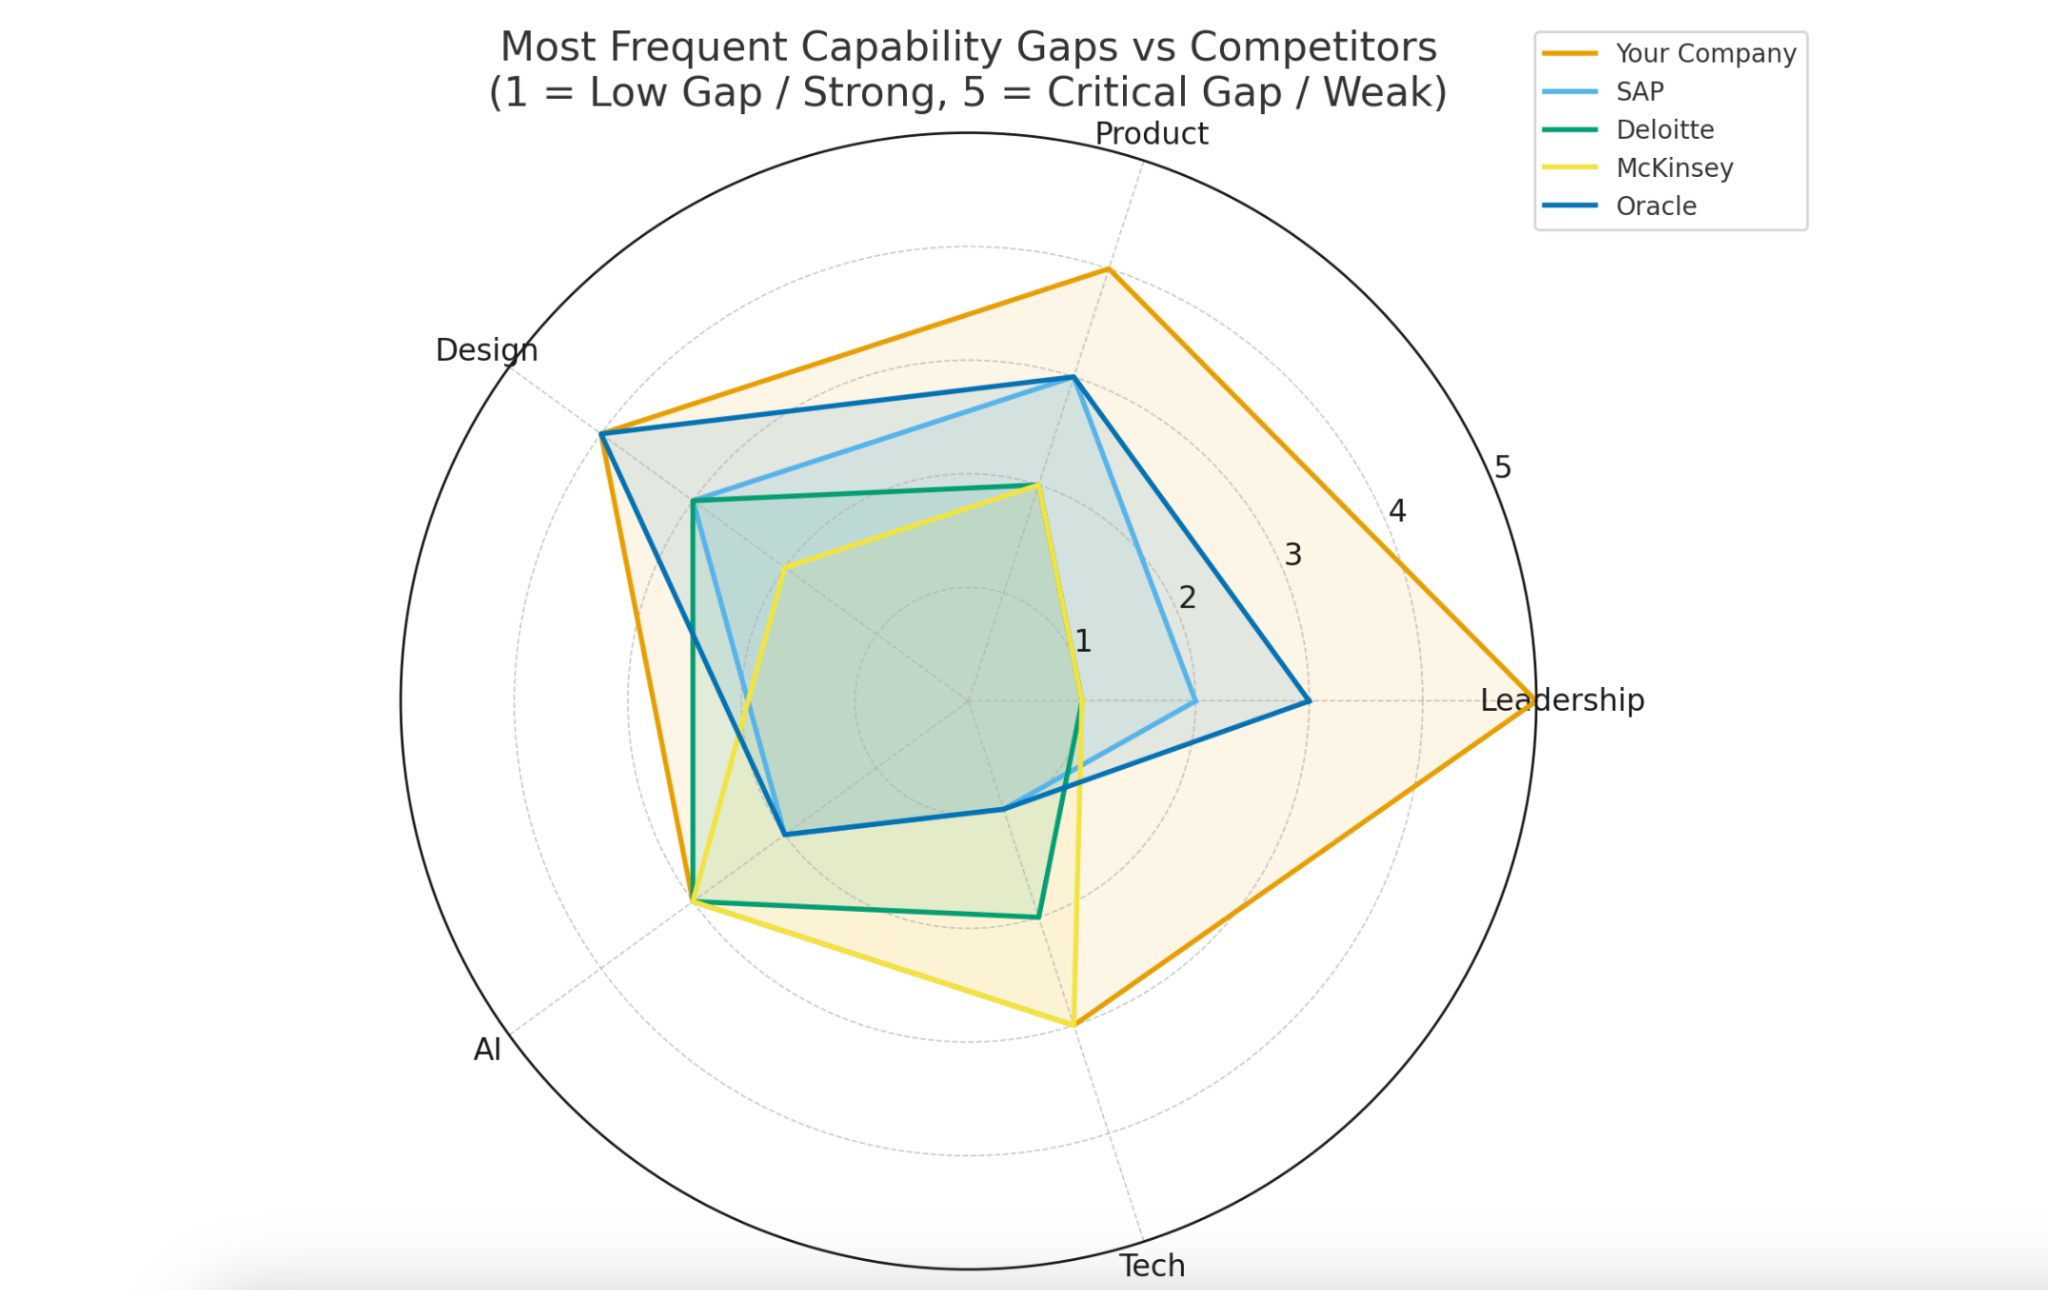 Most Frequent Capability Gaps vs Competitors
(1 = Low Gap / Strong, 5 = Critical Gap / Weak)
Your Company
SAP
Deloitte
McKinsey
Oracle
Product
Design
5
4
3
2
1
Leadership
AI
Tech